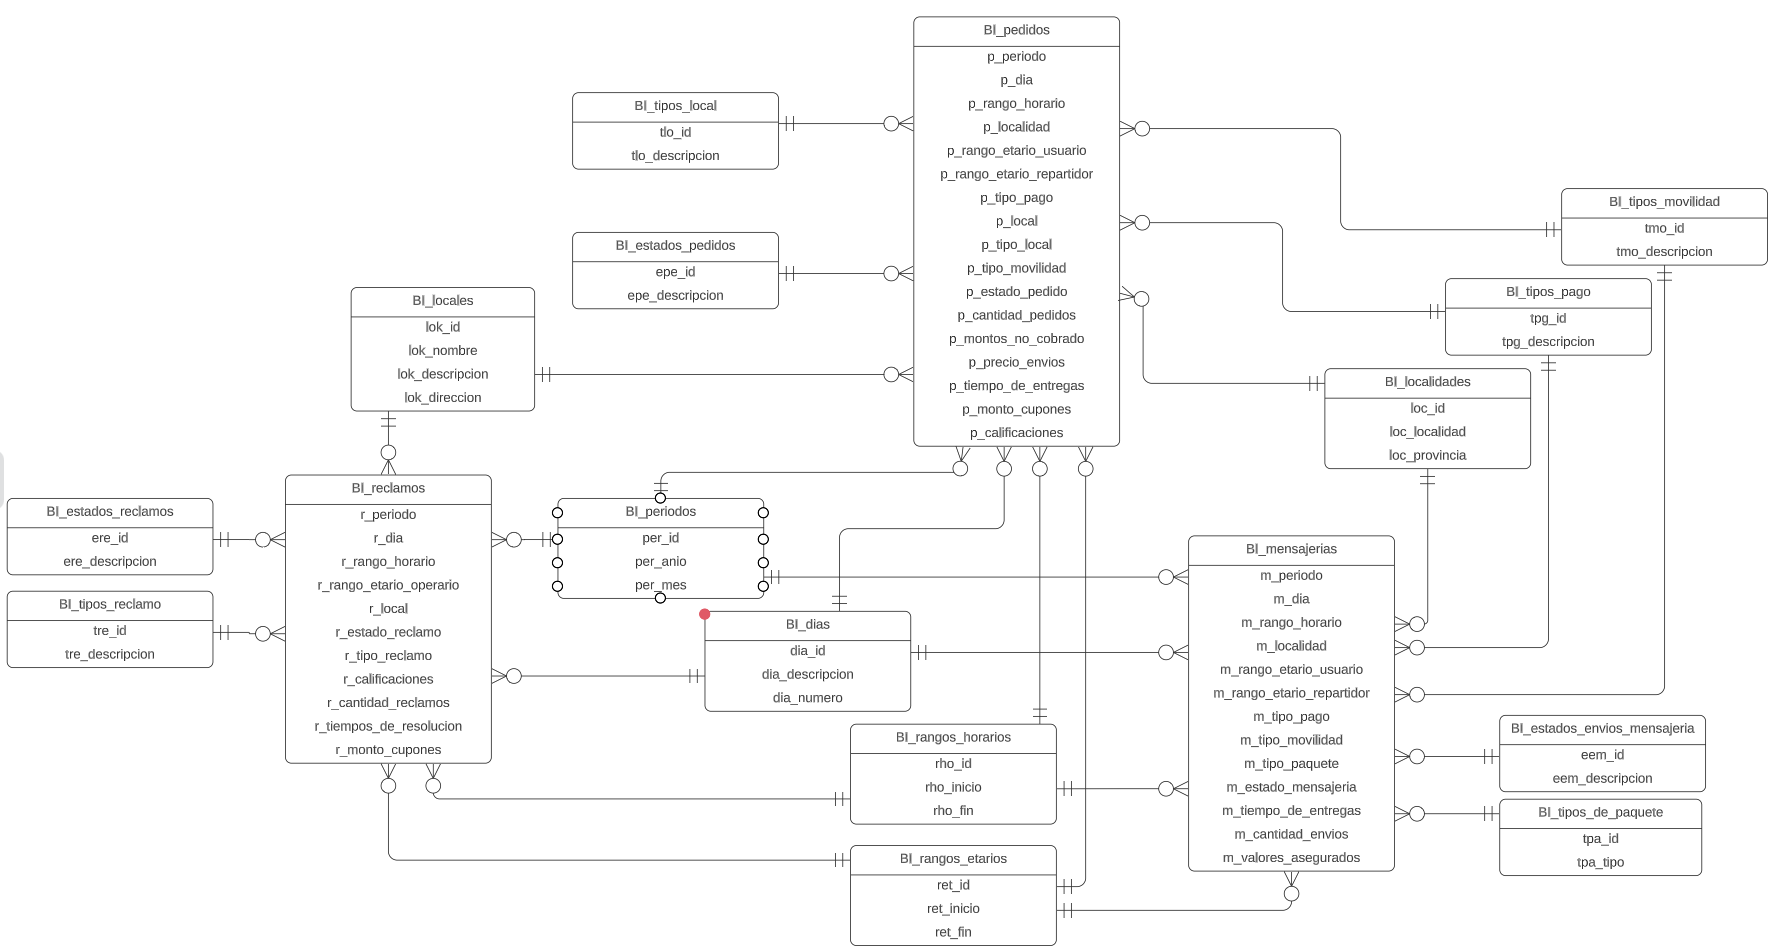 BI_pedidos
p_periodo
p_dia
p_rango_horario
p_localidad
p_rango_etario_usuario
p_rango_etario_repartidor
p_tipo_pago
p_local
p_tipo_local
p_tipo_movilidad
p_estado_pedido
p_cantidad_pedidos
p_montos_no_cobrado
p_precio_envios
p_tiempo_de_entregas
p_monto_cupones
p_calificaciones
BI_tipos_local
tlo_id
tlo_descripcion
BI_estados_pedidos
epe_id
epe_descripcion
BI_tipos_movilidad
tmo_id
tmo_descripcion
BI_tipos_pago
tpg_id
tpg_descripcion
BI_locales
lok_id
lok_nombre
lok_descripcion
lok_direccion
BI_localidades
loc_id
loc_localidad
loc_provincia
BI_reclamos
r_periodo
r_dia
r_rango_horario
r_rango_etario_operario
r_local
r_estado_reclamo
r_tipo_reclamo
r_calificaciones
r_cantidad_reclamos
r_tiempos_de_resolucion
r_monto_cupones
BI_estados_reclamos
ere_id
ere_descripcion
BI_tipos_reclamo
tre_id
tre_descripcion
BI_periodos
per_id
per_anio
per_mes
BI_dias
dia_id
dia_descripcion
dia_numero
BI_mensajerias
m_periodo
m_dia
m_rango_horario
m_localidad
m_rango_etario_usuario
m_rango_etario_repartidor
m_tipo_pago
m_tipo_movilidad
m_tipo_paquete
m_estado_mensajeria
m_tiempo_de_entregas
m_cantidad_envios
m_valores_asegurados
BI_rangos_horarios
rho_id
rho_inicio
rho_fin
BI_estados_envios_mensajeria
eem_id
eem_descripcion
BI_tipos_de_paquete
tpa_id
tpa_tipo
BI_rangos_etarios
ret_id
ret_inicio
ret_fin